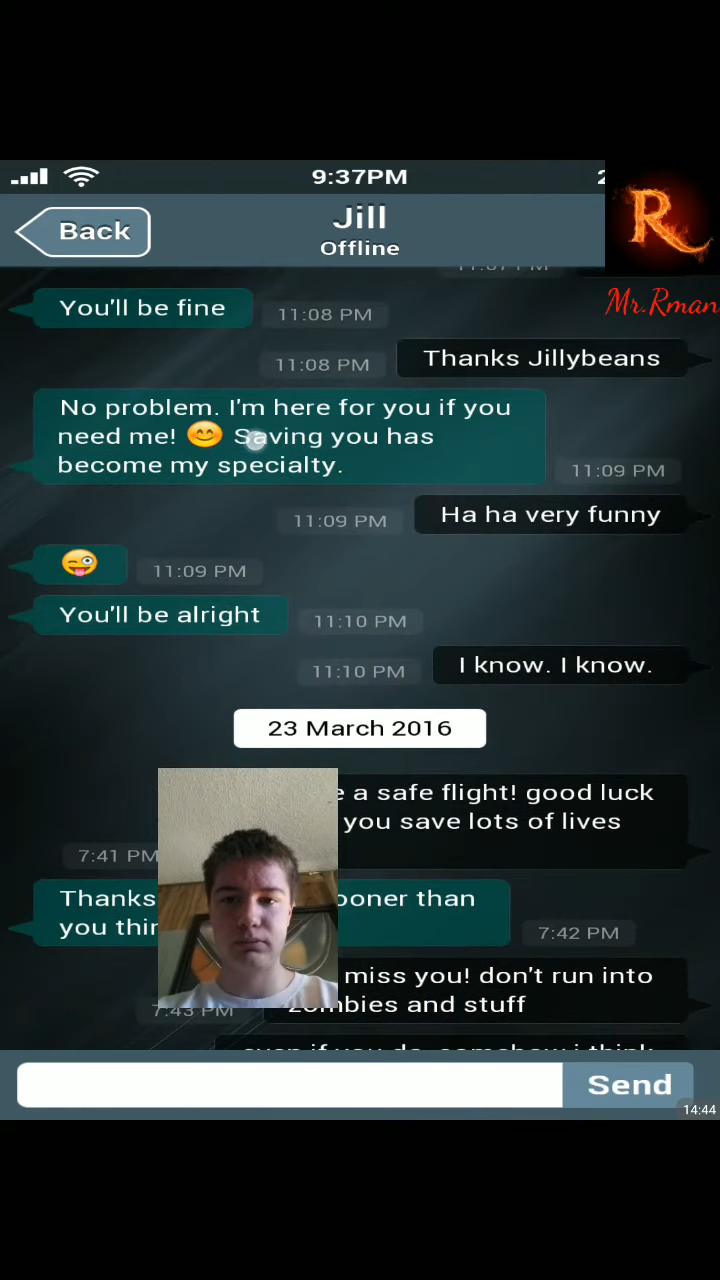 9:37PM
R
Back
Jill
Offline
Mr.Rman
You'll be fine
11:08 PM
11:08 PM
Thanks Jillybeans
No problem. I'm here for you if you
need me! 😊 Saving you has
become my specialty.
11:09 PM
11:09 PM
Ha ha very funny
😜
11:09 PM
You'll be alright
11:10 PM
11:10 PM
I know. I know.
23 March 2016
a safe flight! good luck
you save lots of lives
7:41 PM
Thanks
than
you
7:42 PM
miss you! don't run into
zombies and stuff
7:43 PM
Send
14:44